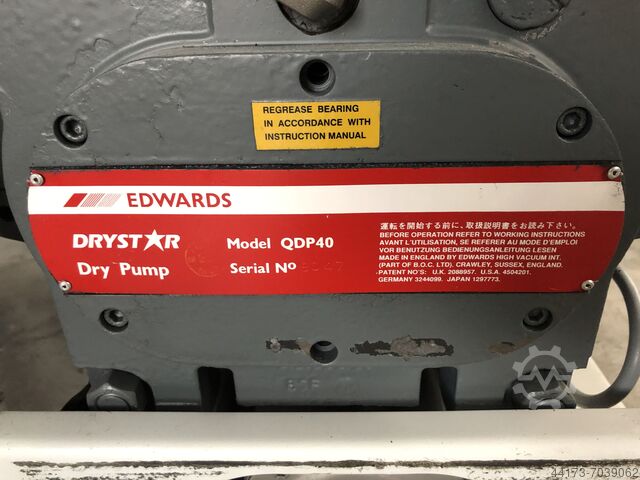 REGREASE BEARING
IN ACCORDANCE WITH
INSTRUCTION MANUAL
EDWARDS
DRYSTAR
Dry Pump
Model QDP40
Serial Nº
運転を開始する前に、取扱説明書をお読み下さい。
BEFORE OPERATION REFER TO WORKING INSTRUCTIONS
AVANT L'UTILISATION, SE REFERER AU MODE D'EMPLOI
VOR BENUTZUNG BEDIENUNGSANLEITUNG LESEN
MADE IN ENGLAND BY EDWARDS HIGH VACUUM INT.
(PART OF B.O.C. LTD). CRAWLEY, SUSSEX, ENGLAND.
PATENT NO'S: U.K. 2088957. U.S.A. 4504201.
GERMANY 3244099. JAPAN 1297773.
44173-7039062